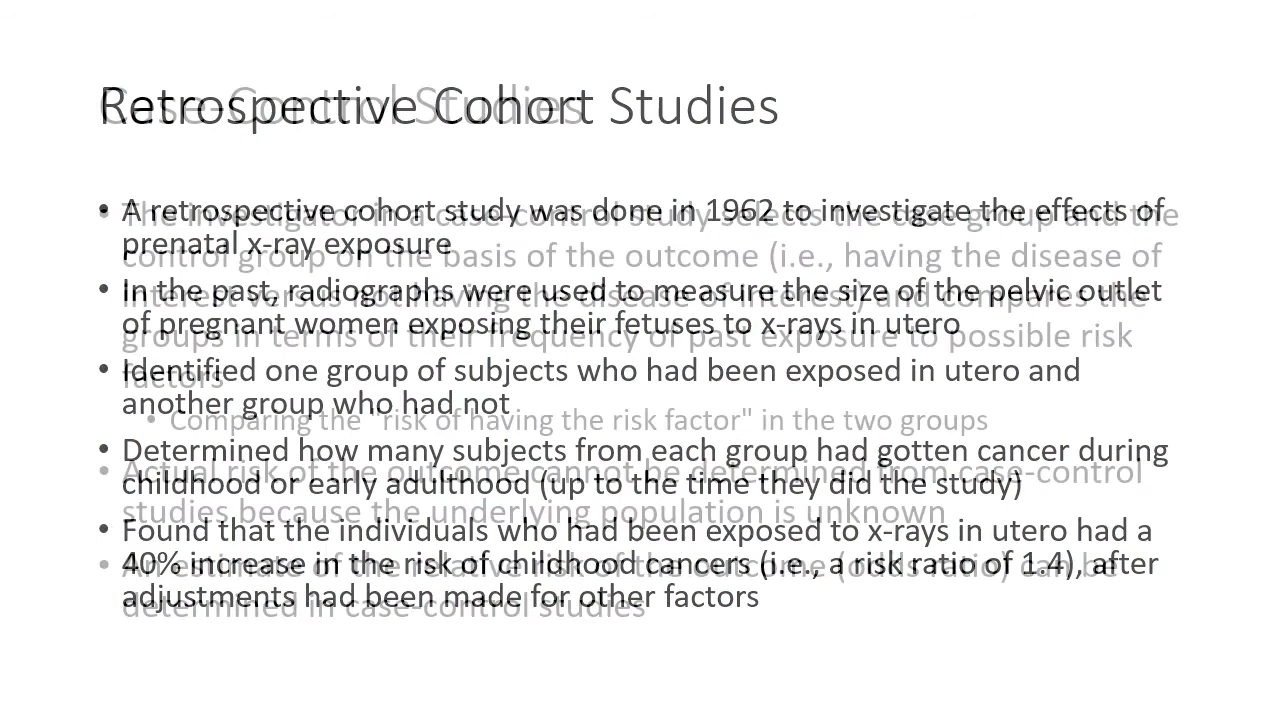 Retrospective Cohort Studies
• A retrospective cohort study was done in 1962 to investigate the effects of
prenatal x-ray exposure
• In the past, radiographs were used to measure the size of the pelvic outlet
of pregnant women exposing their fetuses to x-rays in utero
• Identified one group of subjects who had been exposed in utero and
another group who had not
• Determined how many subjects from each group had gotten cancer during
childhood or early adulthood (up to the time they did the study)
• Found that the individuals who had been exposed to x-rays in utero had a
40% increase in the risk of childhood cancers (i.e., a risk ratio of 1.4), after
adjustments had been made for other factors
Case-Control Studies
• The investigator in a case-control study selects the case group and the
control group on the basis of the outcome (i.e., having the disease of
interest versus not having the disease of interest) and compares the
groups in terms of their frequency of past exposure to possible risk
factors
• Comparing the "risk of having the risk factor" in the two groups
• Actual risk of the outcome cannot be determined from case-control
studies because the underlying population is unknown
• An estimate of the relative risk of the outcome (odds ratio) can be
determined in case-control studies